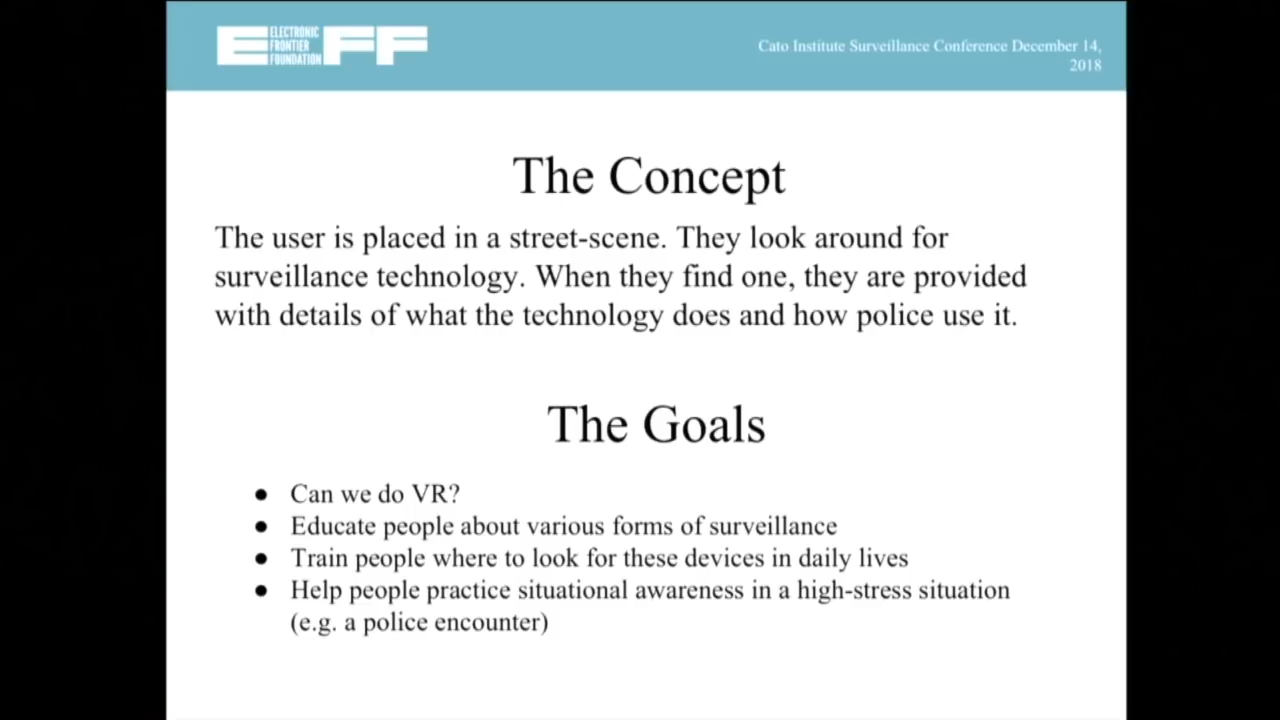 EFF
ELECTRONIC
FRONTIER
FOUNDATION
Cato Institute Surveillance Conference December 14,
2018
The Concept
The user is placed in a street-scene. They look around for
surveillance technology. When they find one, they are provided
with details of what the technology does and how police use it.
The Goals
● Can we do VR?
● Educate people about various forms of surveillance
● Train people where to look for these devices in daily lives
● Help people practice situational awareness in a high-stress situation
(e.g. a police encounter)